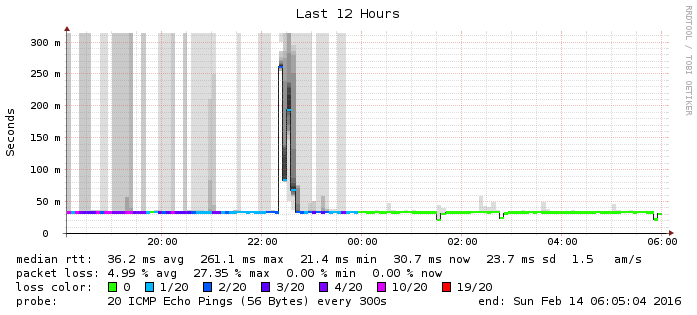 Last 12 Hours
RRDTOOL / TOBI OETIKER
Seconds
300 m
250 m
200 m
150 m
100 m
50 m
0
20:00 22:00 00:00 02:00 04:00 06:00
median rtt: 36.2 ms avg 261.1 ms max 21.4 ms min 30.7 ms now 23.7 ms sd 1.5 am/s
packet loss: 4.99 % avg 27.35 % max 0.00 % min 0.00 % now
loss color: 0 1/20 2/20 3/20 4/20 10/20 19/20
probe: 20 ICMP Echo Pings (56 Bytes) every 300s end: Sun Feb 14 06:05:04 2016